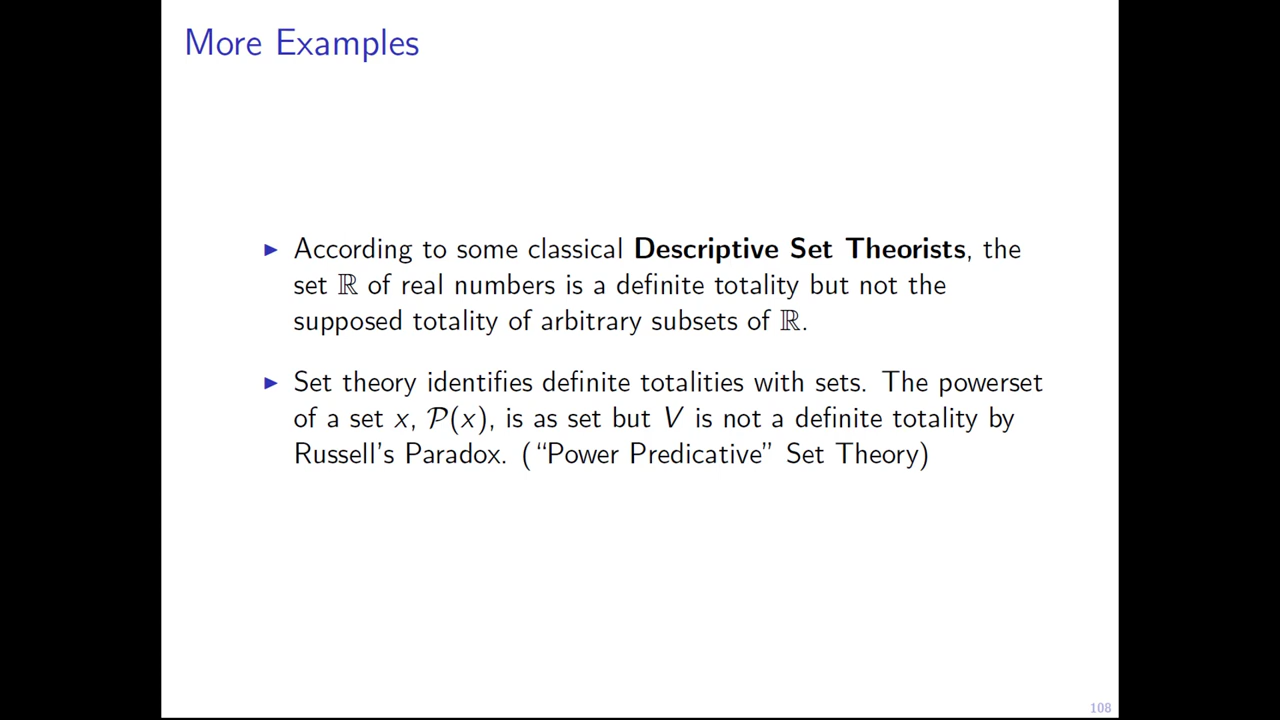 More Examples
▶ According to some classical Descriptive Set Theorists, the
set ℝ of real numbers is a definite totality but not the
supposed totality of arbitrary subsets of ℝ.
▶ Set theory identifies definite totalities with sets. The powerset
of a set x, 𝒫(x), is as set but V is not a definite totality by
Russell's Paradox. (“Power Predicative” Set Theory)
108